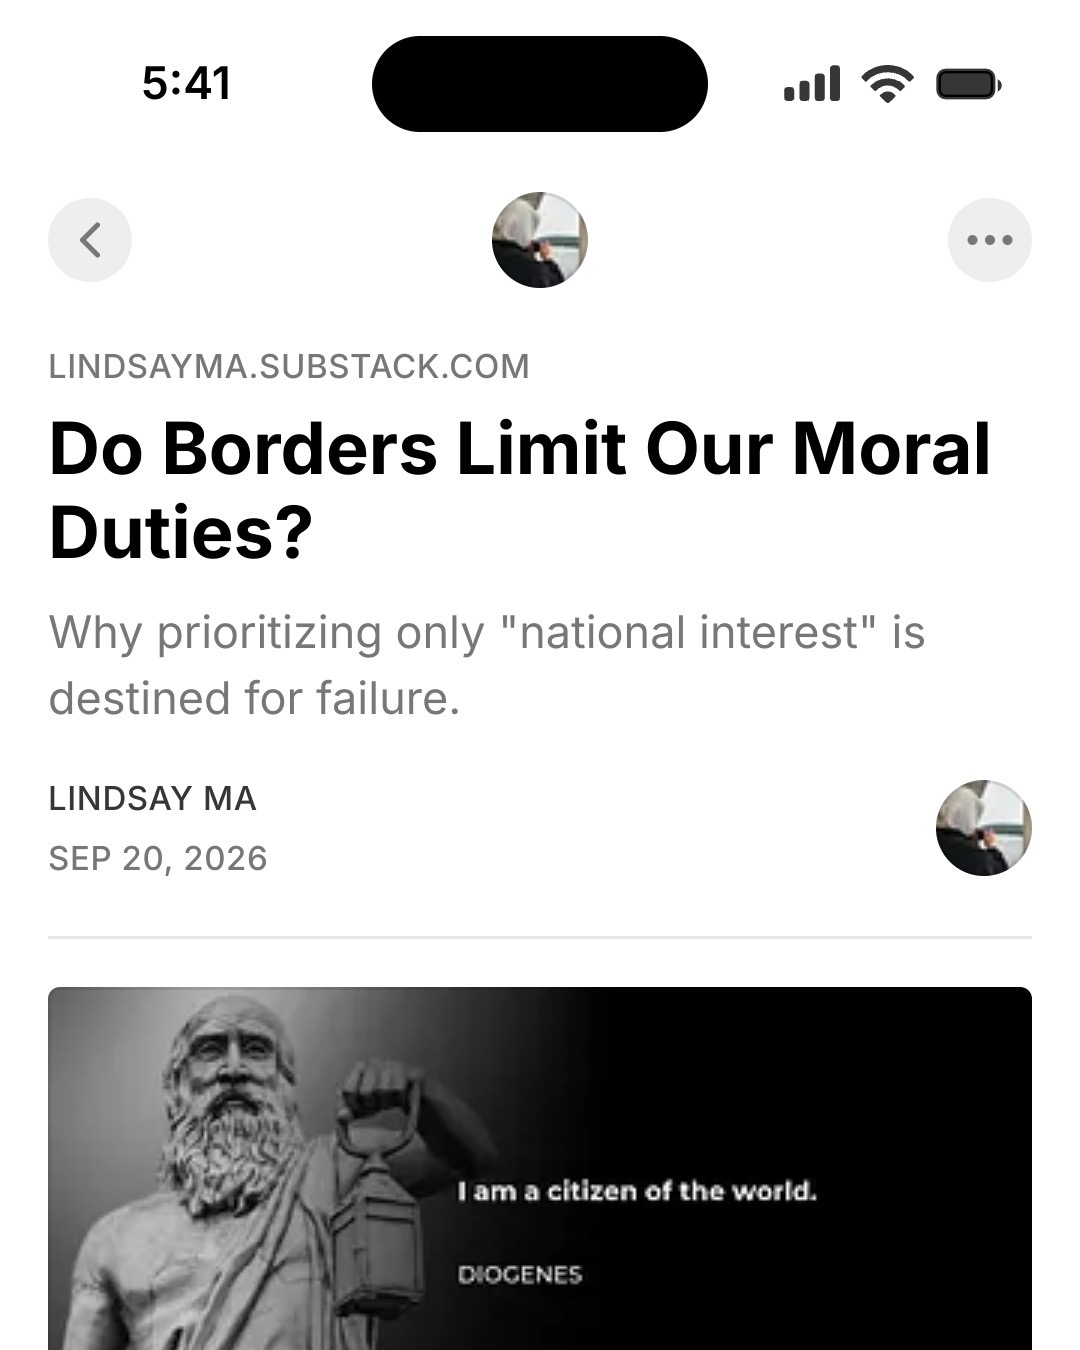 5:41
LINDSAYMA.SUBSTACK.COM
Do Borders Limit Our Moral
Duties?
Why prioritizing only "national interest" is
destined for failure.
LINDSAY MA
SEP 20, 2026
I am a citizen of the world.
DIOGENES